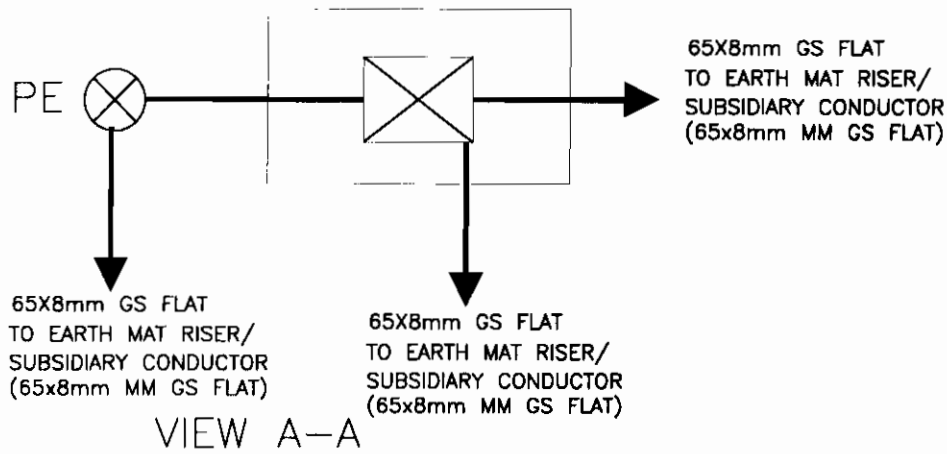 65X8mm GS FLAT
TO EARTH MAT RISER/
SUBSIDIARY CONDUCTOR
(65x8mm MM GS FLAT)
PE
65X8mm GS FLAT
TO EARTH MAT RISER/
SUBSIDIARY CONDUCTOR
(65x8mm MM GS FLAT)
65X8mm GS FLAT
TO EARTH MAT RISER/
SUBSIDIARY CONDUCTOR
(65x8mm MM GS FLAT)
VIEW A-A